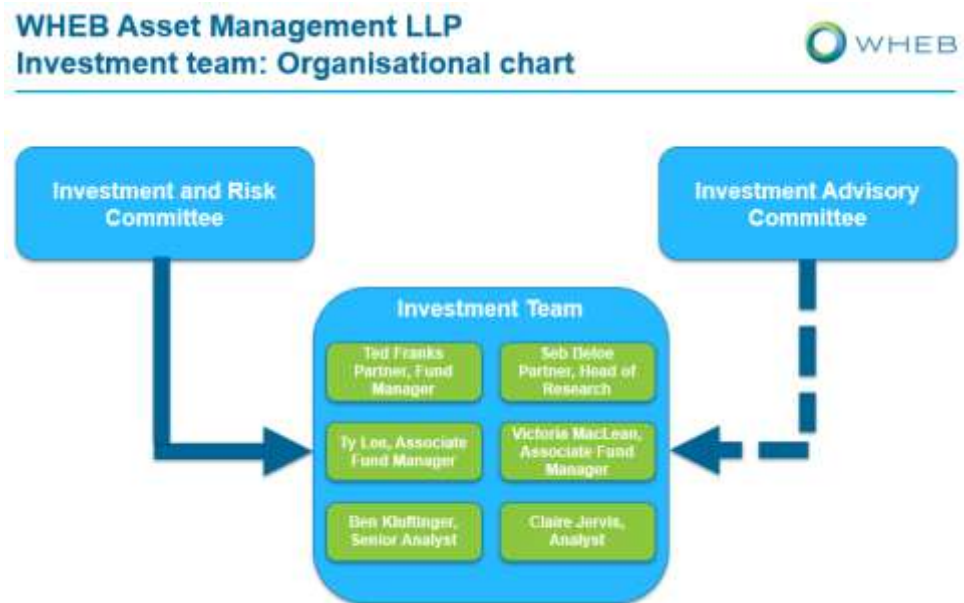 WHEB Asset Management LLP
Investment team: Organisational chart
WHEB
Investment and Risk
Committee
Investment Advisory
Committee
Investment Team
Ted Franks
Partner, Fund
Manager
Seb Beloe
Partner, Head of
Research
Ty Lee, Associate
Fund Manager
Victoria MacLean,
Associate Fund
Manager
Ben Kluftinger,
Senior Analyst
Claire Jervis,
Analyst